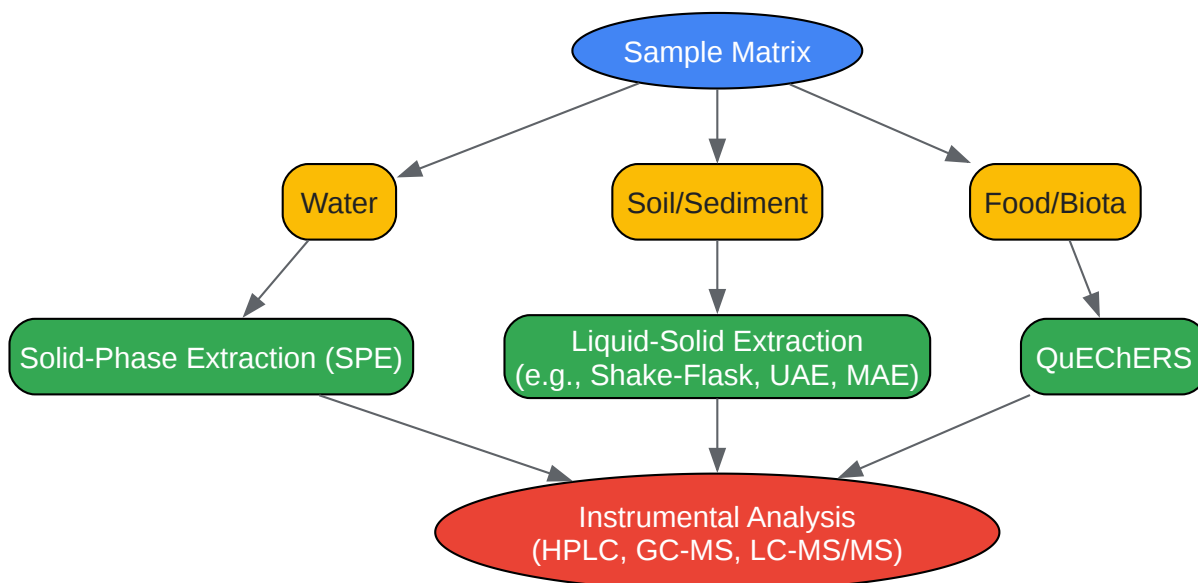 Sample Matrix
Water
Soil/Sediment
Food/Biota
Solid-Phase Extraction (SPE)
Liquid-Solid Extraction
(e.g., Shake-Flask, UAE, MAE)
QuEChERS
Instrumental Analysis
(HPLC, GC-MS, LC-MS/MS)